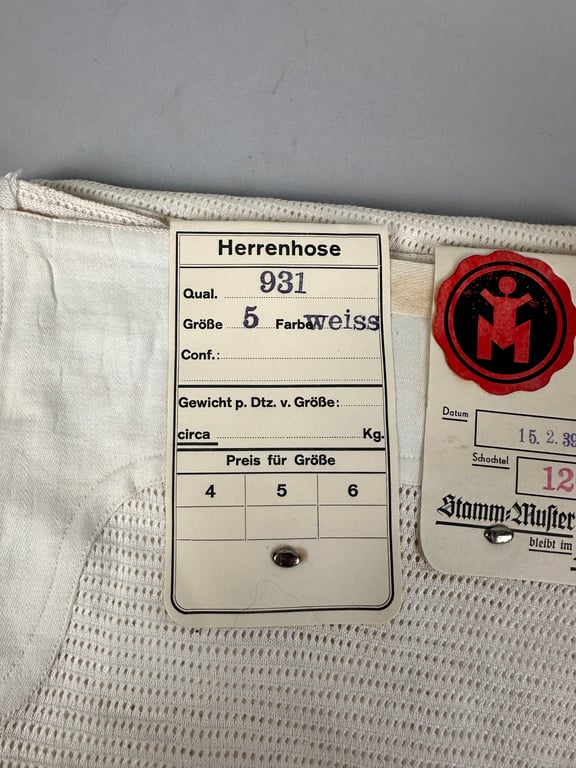 Herrenhose
Qual. 931
Größe 5 Farbe weiss
Conf.:
Gewicht p. Dtz. v. Größe:
circa Kg.
Preis für Größe
4 5 6
M
Datum
15. 2. 39
Schachtel
12
Stamm-Muster
bleibt im